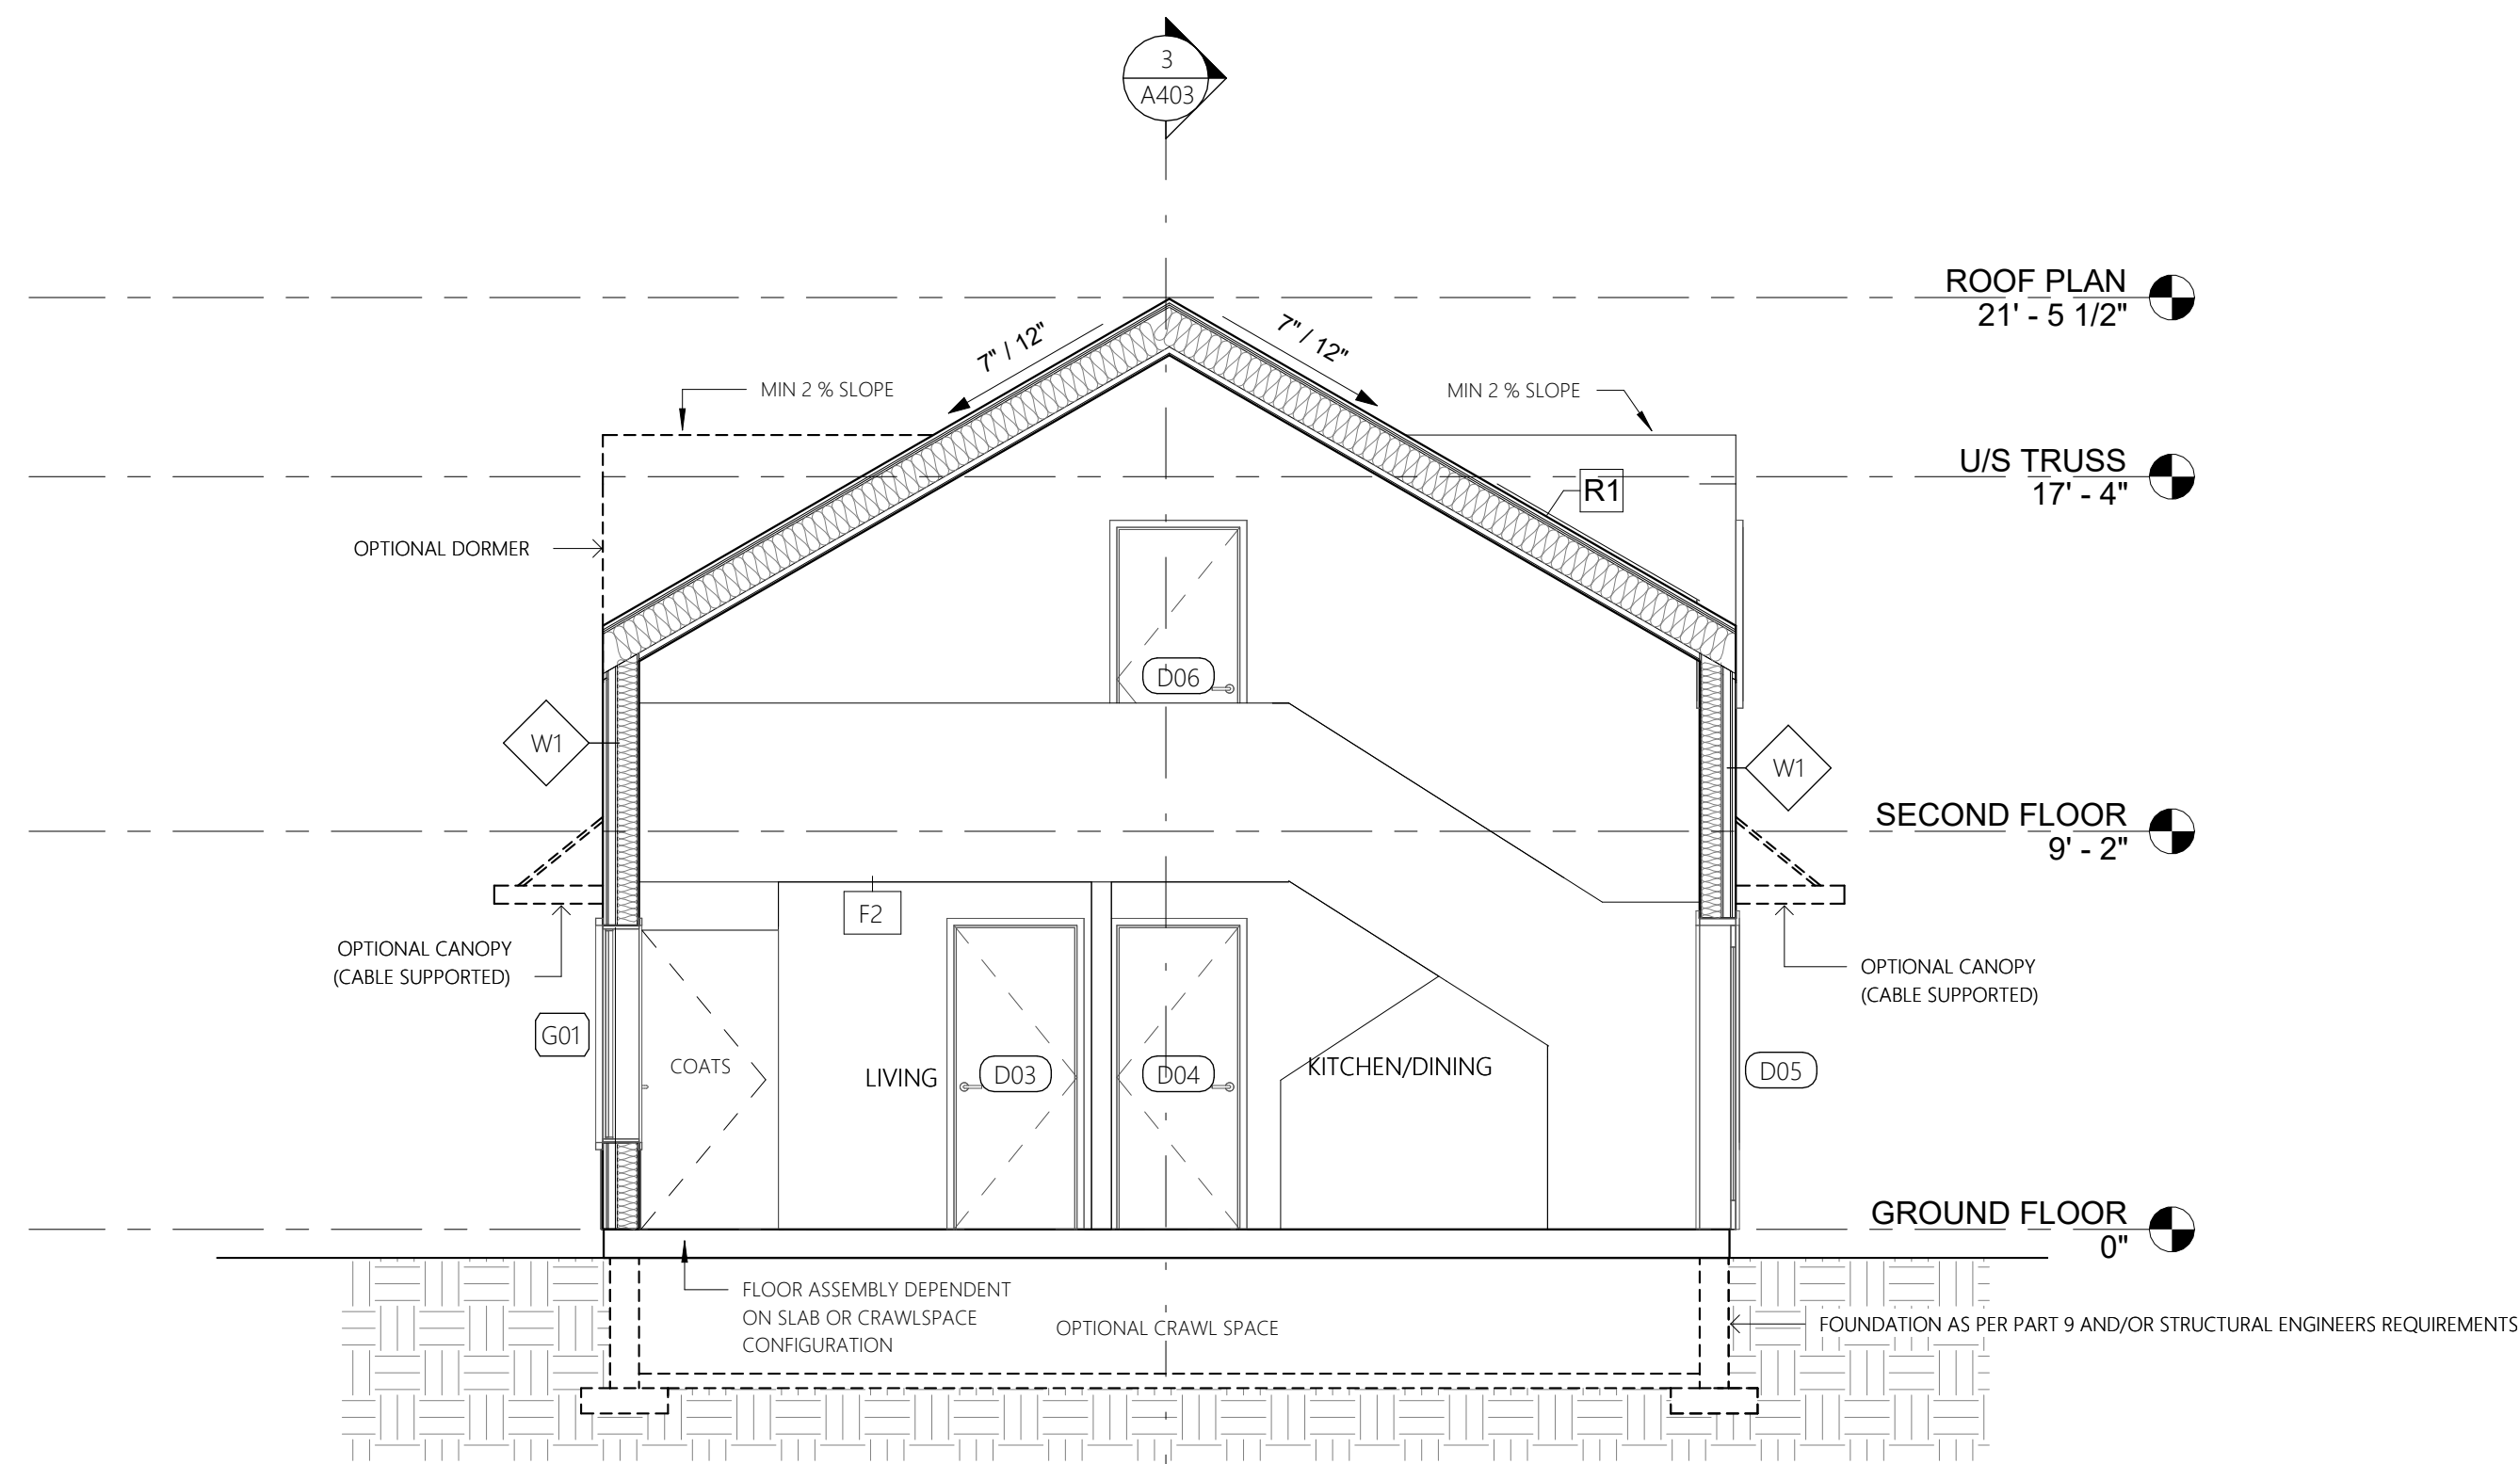 3
A403
ROOF PLAN
21' - 5 1/2"
7" / 12"
7" / 12"
MIN 2 % SLOPE
MIN 2 % SLOPE
U/S TRUSS
17' - 4"
R1
OPTIONAL DORMER
D06
W1
W1
SECOND FLOOR
9' - 2"
F2
OPTIONAL CANOPY
(CABLE SUPPORTED)
OPTIONAL CANOPY
(CABLE SUPPORTED)
G01
COATS
LIVING
D03
D04
KITCHEN/DINING
D05
GROUND FLOOR
0"
FLOOR ASSEMBLY DEPENDENT
ON SLAB OR CRAWLSPACE
CONFIGURATION
OPTIONAL CRAWL SPACE
FOUNDATION AS PER PART 9 AND/OR STRUCTURAL ENGINEERS REQUIREMENTS